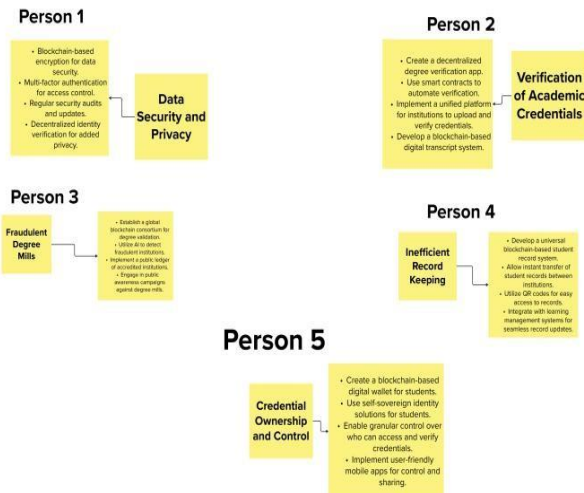 Person 1
• Blockchain-based
encryption for data
security.
• Multi-factor authentication
for access control.
• Regular security audits
and updates.
• Decentralized identity
verification for added
privacy.
Data
Security and
Privacy
Person 2
• Create a decentralized
degree verification app.
• Use smart contracts to
automate verification.
• Implement a unified platform
for institutions to upload and
verify credentials.
• Develop a blockchain-based
digital transcript system.
Verification
of Academic
Credentials
Person 3
Fraudulent
Degree
Mills
• Establish a global
blockchain consortium for
degree validation.
• Utilize AI to detect
fraudulent institutions.
• Implement a public ledger
of accredited institutions.
• Engage in public
awareness campaigns
against degree mills.
Person 4
Inefficient
Record
Keeping
• Develop a universal
blockchain-based student
record system.
• Allow instant transfer of
student records between
institutions.
• Utilize QR codes for easy
access to records.
• Integrate with learning
management systems for
seamless record updates.
Person 5
Credential
Ownership
and Control
• Create a blockchain-based
digital wallet for students.
• Use self-sovereign identity
solutions for students.
• Enable granular control over
who can access and verify
credentials.
• Implement user-friendly
mobile apps for control and
sharing.